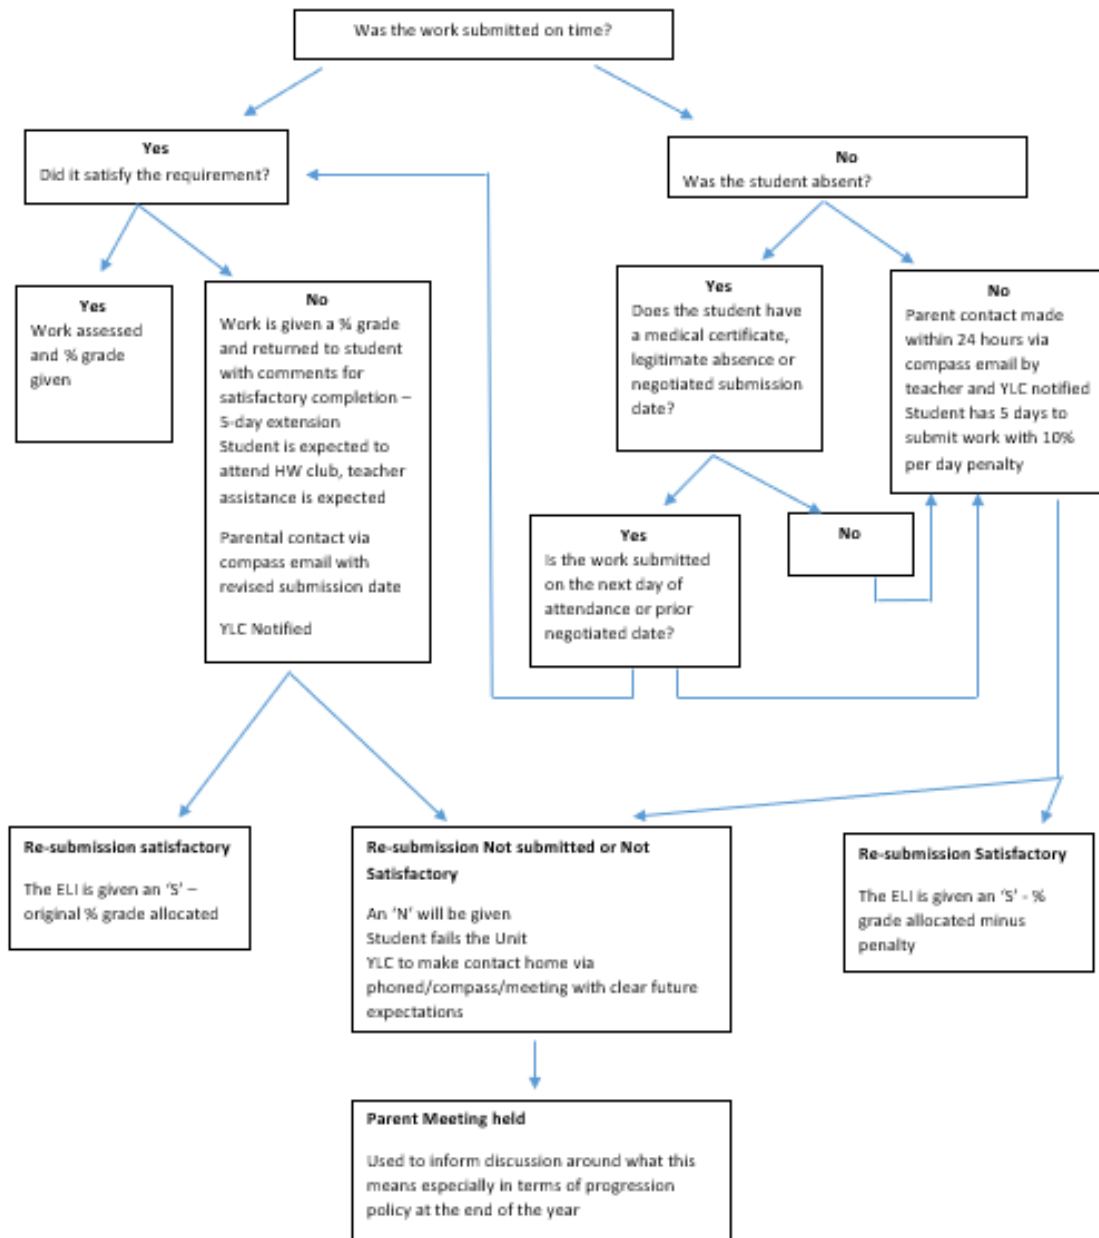 Was the work submitted on time?
Yes
Did it satisfy the requirement?
No
Was the student absent?
Yes
Work assessed
and % grade
given
No
Work is given a % grade
and returned to student
with comments for
satisfactory completion –
5-day extension
Student is expected to
attend HW club, teacher
assistance is expected
Parental contact via
compass email with
revised submission date
YLC Notified
Yes
Does the student have
a medical certificate,
legitimate absence or
negotiated submission
date?
No
Parent contact made
within 24 hours via
compass email by
teacher and YLC notified
Student has 5 days to
submit work with 10%
per day penalty
Yes
Is the work submitted
on the next day of
attendance or prior
negotiated date?
No
Re-submission satisfactory
The ELI is given an ‘S’ –
original % grade allocated
Re-submission Not submitted or Not
Satisfactory
An ‘N’ will be given
Student fails the Unit
YLC to make contact home via
phoned/compass/meeting with clear future
expectations
Re-submission Satisfactory
The ELI is given an ‘S’ - %
grade allocated minus
penalty
Parent Meeting held
Used to inform discussion around what this
means especially in terms of progression
policy at the end of the year